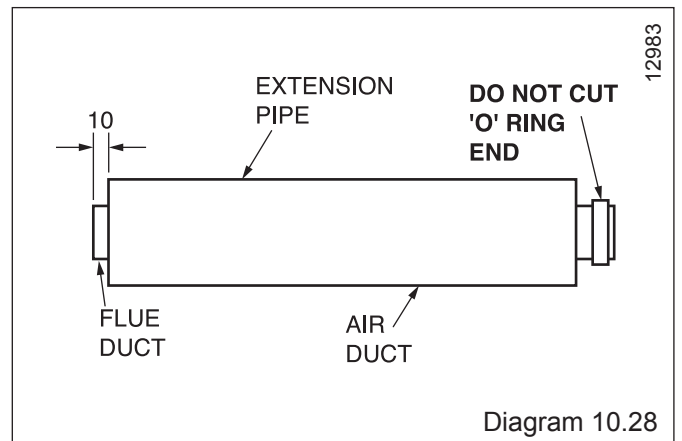 12983
EXTENSION
PIPE
DO NOT CUT
'O' RING
END
10
FLUE
DUCT
AIR
DUCT
Diagram 10.28